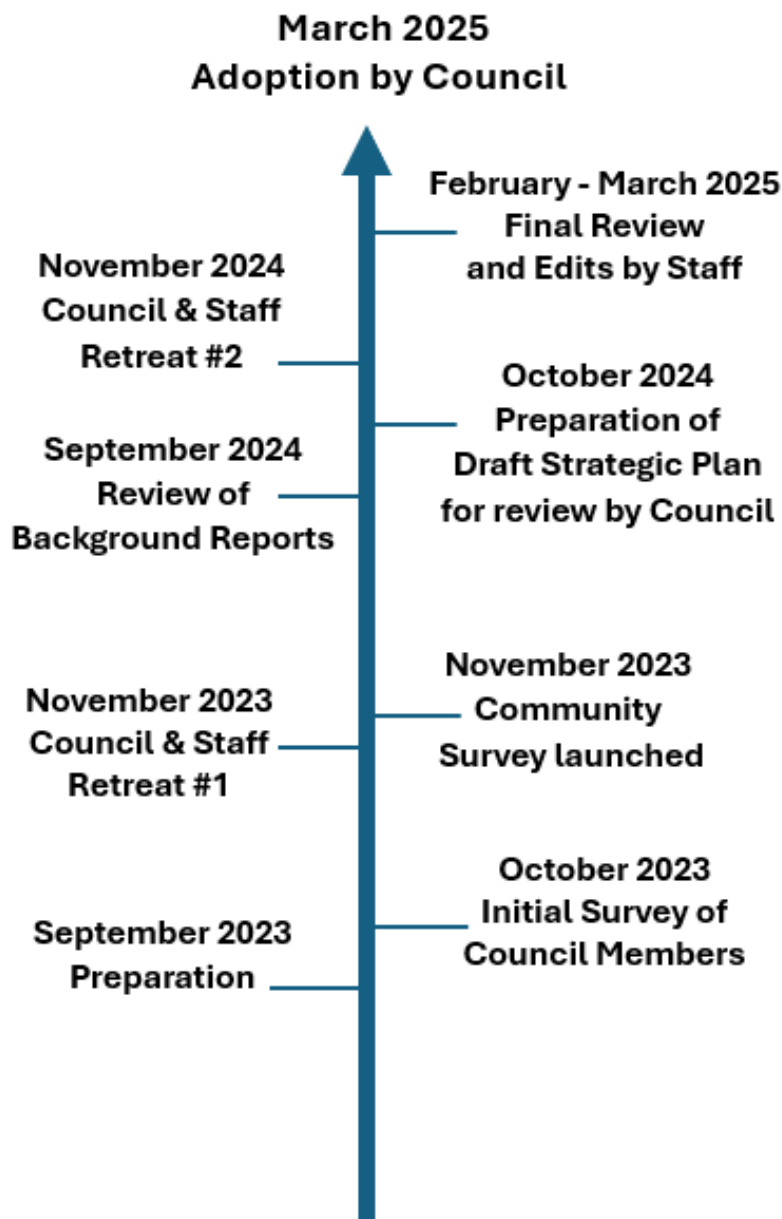 March 2025
Adoption by Council
February - March 2025
Final Review
and Edits by Staff
November 2024
Council & Staff
Retreat #2
October 2024
Preparation of
Draft Strategic Plan
for review by Council
September 2024
Review of
Background Reports
November 2023
Community
Survey launched
November 2023
Council & Staff
Retreat #1
October 2023
Initial Survey of
Council Members
September 2023
Preparation